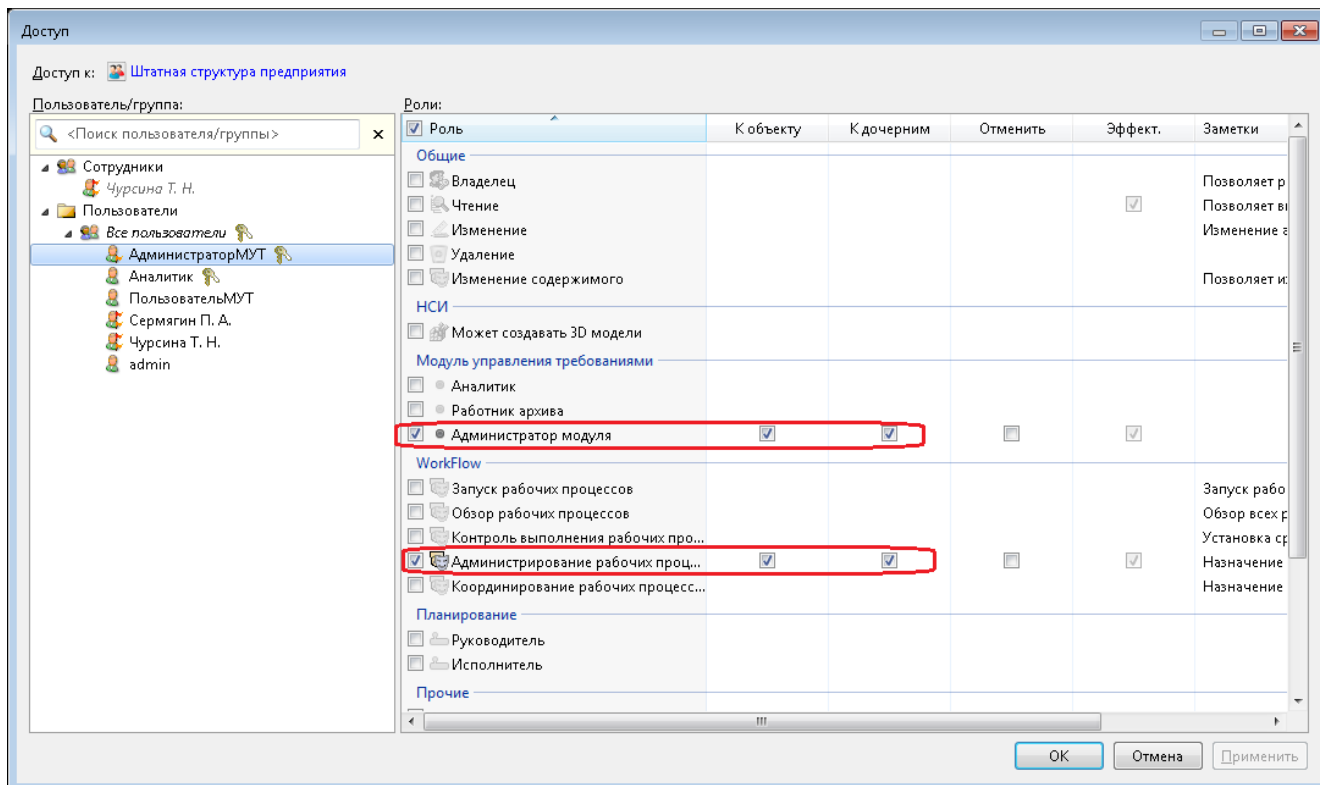 Доступ
Доступ к: Штатная структура предприятия
Пользователь/группа:
<Поиск пользователя/группы>
Сотрудники
Чурсина Т. Н.
Пользователи
Все пользователи
АдминистраторМУТ
Аналитик
ПользовательМУТ
Сермягин П. А.
Чурсина Т. Н.
admin
Роли:
Роль К объекту К дочерним Отменить Эффект. Заметки
Общие
Владелец Позволяет р
Чтение Позволяет вы
Изменение Изменение а
Удаление
Изменение содержимого Позволяет из
НСИ
Может создавать 3D модели
Модуль управления требованиями
Аналитик
Работник архива
Администратор модуля
WorkFlow
Запуск рабочих процессов Запуск рабо
Обзор рабочих процессов Обзор всех р
Контроль выполнения рабочих про... Установка ср
Администрирование рабочих проц... Назначение
Координирование рабочих процесс... Назначение
Планирование
Руководитель
Исполнитель
Прочие
OK Отмена Применить